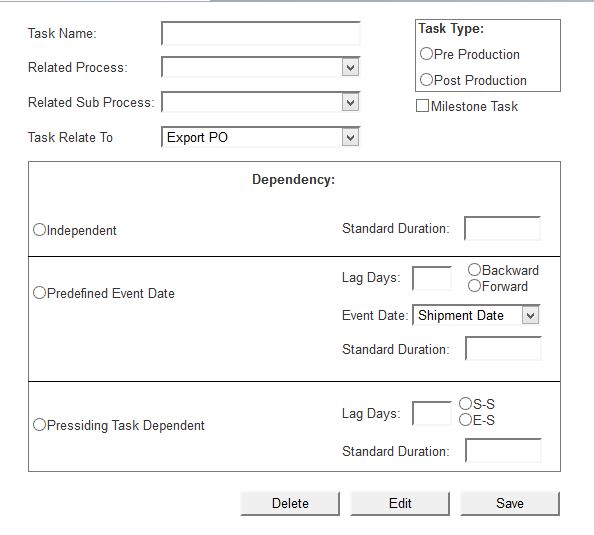 Task Name:
Task Type:
Pre Production
Related Process:
Post Production
Related Sub Process:
Milestone Task
Task Relate To
Export PO
Dependency:
Independent
Standard Duration:
Predefined Event Date
Lag Days:
Backward
Forward
Event Date:
Shipment Date
Standard Duration:
Pressiding Task Dependent
Lag Days:
S-S
E-S
Standard Duration:
Delete
Edit
Save